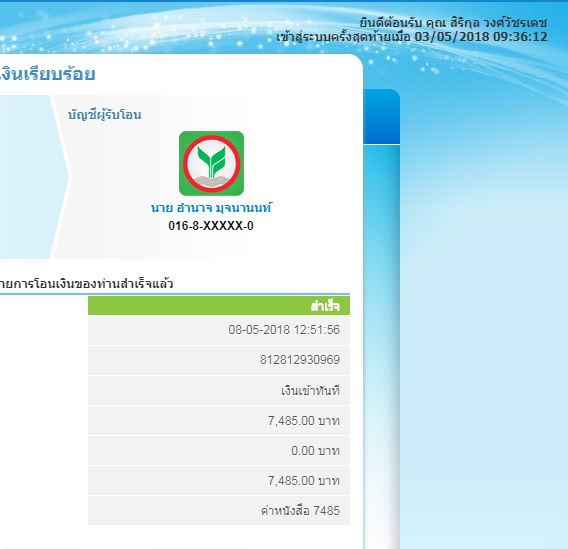 ยินดีต้อนรับ คุณ สิริกุล วงศ์วัชรเดช
เข้าสู่ระบบครั้งสุดท้ายเมื่อ 03/05/2018 09:36:12
งินเรียบร้อย
บัญชีผู้รับโอน
นาย อำนาจ มุจนานนท์
016-8-XXXXX-0
ายการโอนเงินของท่านสำเร็จแล้ว
สำเร็จ
08-05-2018 12:51:56
812812930969
เงินเข้าทันที
7,485.00 บาท
0.00 บาท
7,485.00 บาท
ค่าหนังสือ 7485